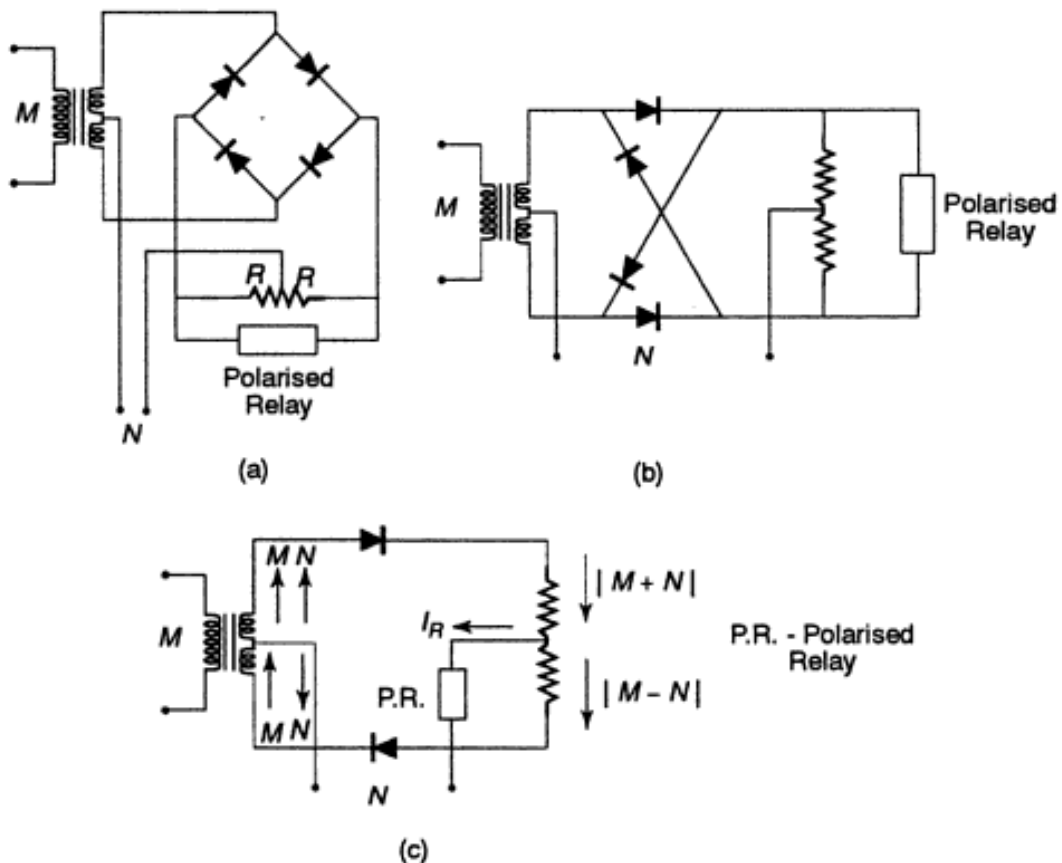 M
R R
Polarised
Relay
N
(a)
M
Polarised
Relay
N
(b)
M N
M
I_R
P.R.
M N
N
| M + N |
| M – N |
P.R. - Polarised
Relay
(c)